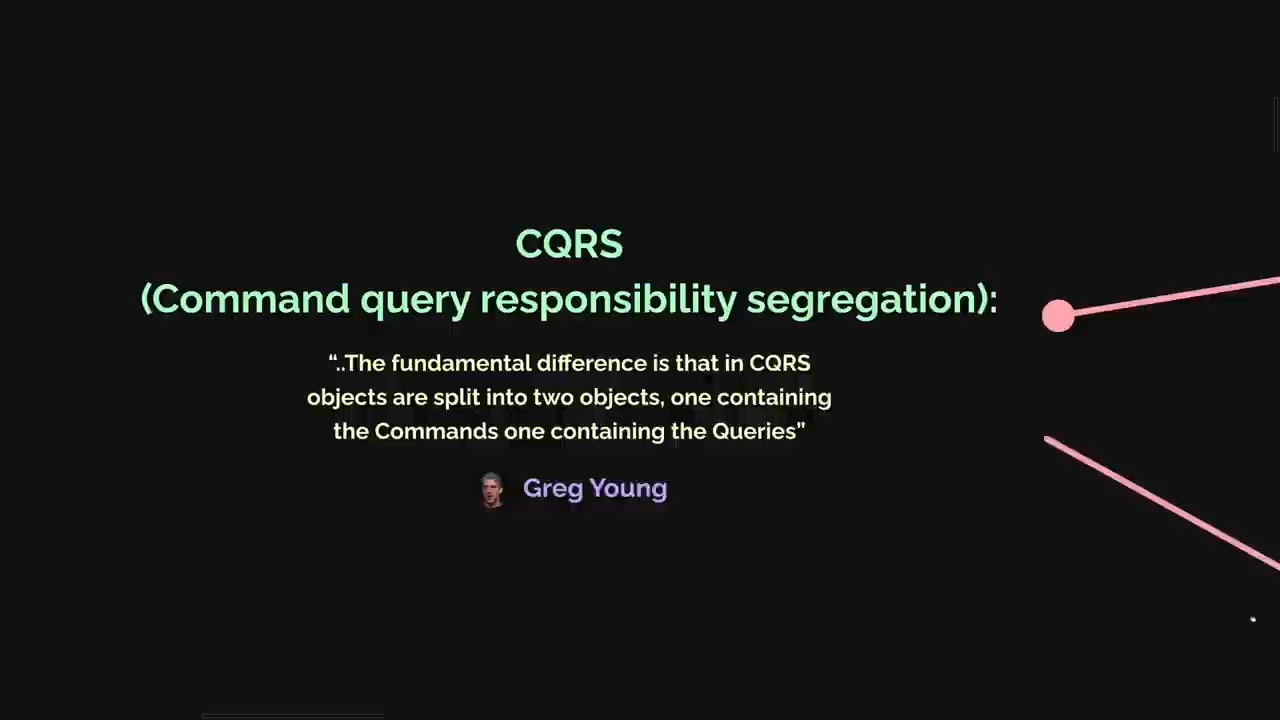 CQRS
(Command query responsibility segregation):
“..The fundamental difference is that in CQRS
objects are split into two objects, one containing
the Commands one containing the Queries”
Greg Young